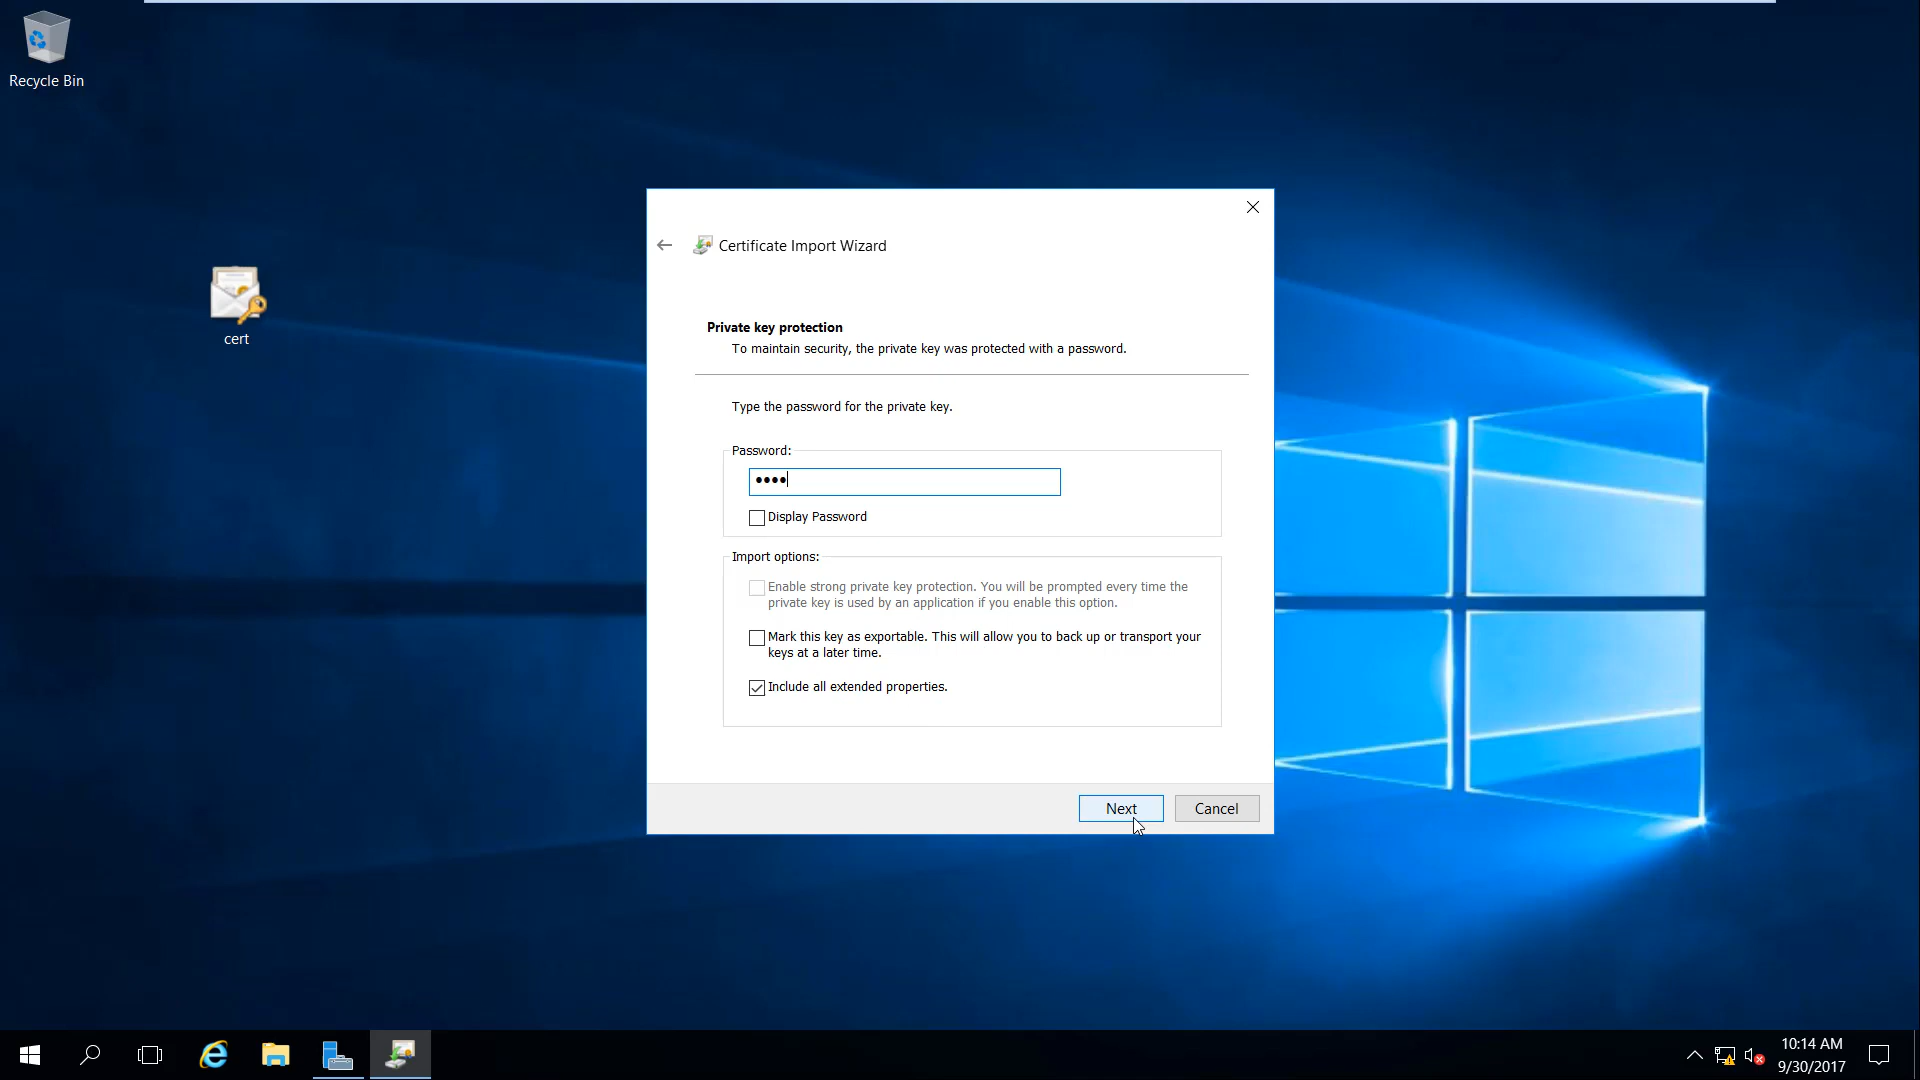 Recycle Bin
cert
Certificate Import Wizard
Private key protection
To maintain security, the private key was protected with a password.
Type the password for the private key.
Password:
••••
Display Password
Import options:
Enable strong private key protection. You will be prompted every time the
private key is used by an application if you enable this option.
Mark this key as exportable. This will allow you to back up or transport your
keys at a later time.
Include all extended properties.
Next
Cancel
10:14 AM
9/30/2017